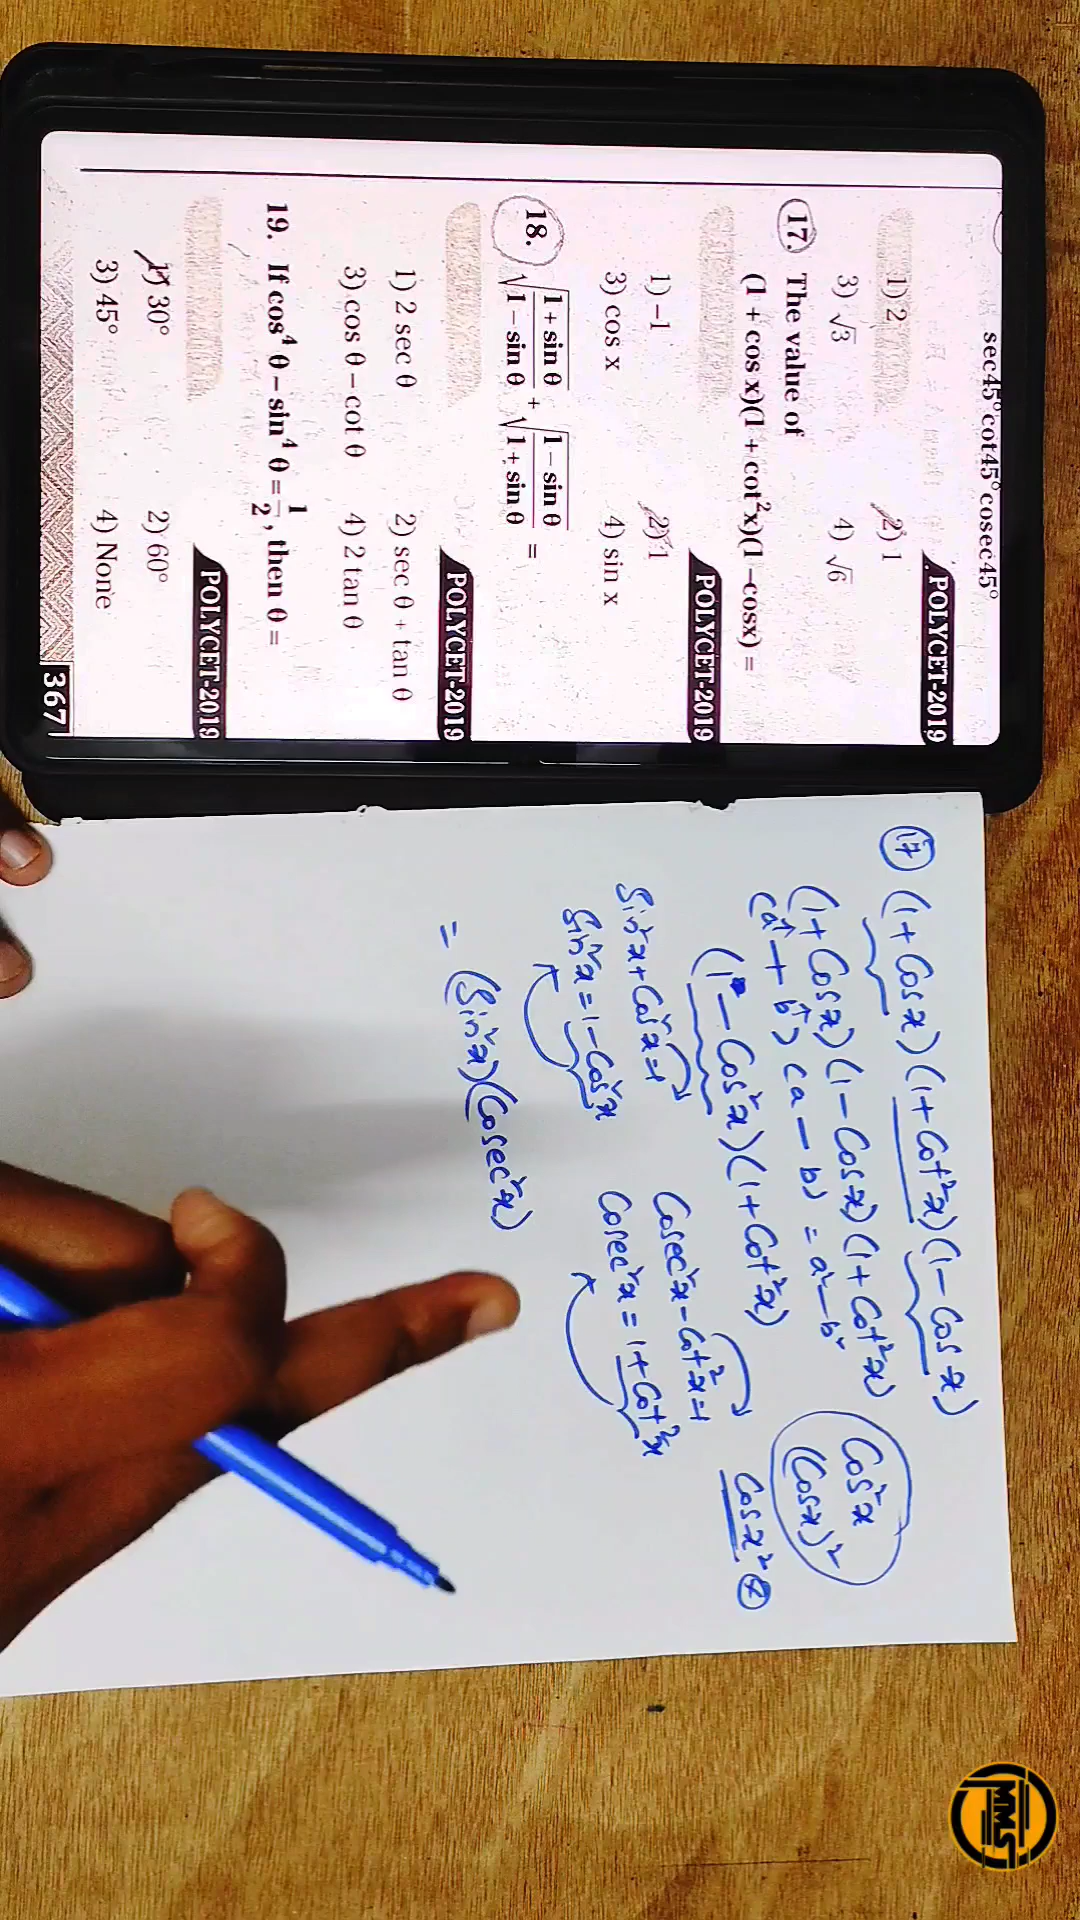 sec45° cot45° cosec45°
POLYCET-2019
1) 2
2) 1
3) √3
4) √6
17. The value of
(1 + cos x)(1 + cot²x)(1 – cosx) =
POLYCET-2019
1) –1
2) 1
3) cos x
4) sin x
18. √((1 + sin θ)/(1 – sin θ)) + √((1 – sin θ)/(1 + sin θ)) =
POLYCET-2019
1) 2 sec θ
2) sec θ + tan θ
3) cos θ – cot θ
4) 2 tan θ
19. If cos⁴ θ – sin⁴ θ = 1/2, then θ =
POLYCET-2019
1) 30°
2) 60°
3) 45°
4) None
367
17 (1 + Cos x) (1 + Cot²x) (1 – Cos x)
(1 + Cos x) (1 – Cos x) (1 + Cot²x)
(a + b) (a – b) = a² – b²
Cos²x
(Cos x)²
(1² – Cos²x) (1 + Cot²x)
Cos x²
Sin²x + Cos²x = 1
Cosec²x – Cot²x = 1
Sin²x = 1 – Cos²x
Cosec²x = 1 + Cot²x
= (Sin²x) (Cosec²x)
MMS